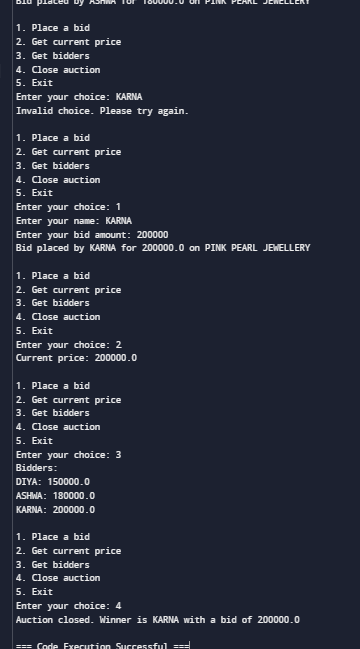 Bid placed by ASHWA for 180000.0 on PINK PEARL JEWELLERY
1. Place a bid
2. Get current price
3. Get bidders
4. Close auction
5. Exit
Enter your choice: KARNA
Invalid choice. Please try again.
1. Place a bid
2. Get current price
3. Get bidders
4. Close auction
5. Exit
Enter your choice: 1
Enter your name: KARNA
Enter your bid amount: 200000
Bid placed by KARNA for 200000.0 on PINK PEARL JEWELLERY
1. Place a bid
2. Get current price
3. Get bidders
4. Close auction
5. Exit
Enter your choice: 2
Current price: 200000.0
1. Place a bid
2. Get current price
3. Get bidders
4. Close auction
5. Exit
Enter your choice: 3
Bidders:
DIYA: 150000.0
ASHWA: 180000.0
KARNA: 200000.0
1. Place a bid
2. Get current price
3. Get bidders
4. Close auction
5. Exit
Enter your choice: 4
Auction closed. Winner is KARNA with a bid of 200000.0
=== Code Execution Successful ===